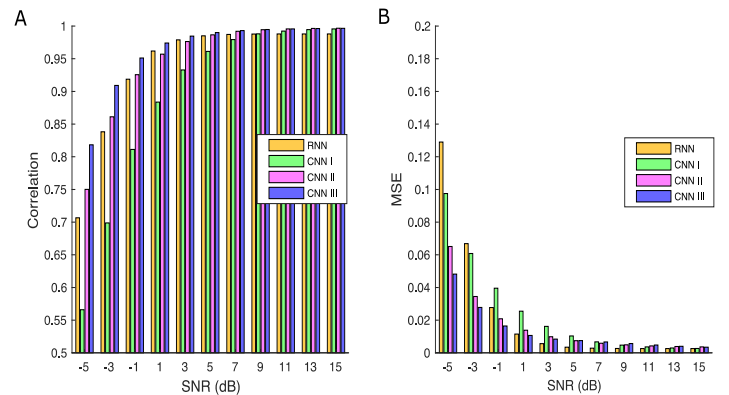 A
1
0.95
0.9
0.85
0.8
0.75
0.7
0.65
0.6
0.55
0.5
Correlation
-5 -3 -1 1 3 5 7 9 11 13 15
SNR (dB)
RNN
CNN I
CNN II
CNN III
B
0.2
0.18
0.16
0.14
0.12
0.1
0.08
0.06
0.04
0.02
0
MSE
-5 -3 -1 1 3 5 7 9 11 13 15
SNR (dB)
RNN
CNN I
CNN II
CNN III